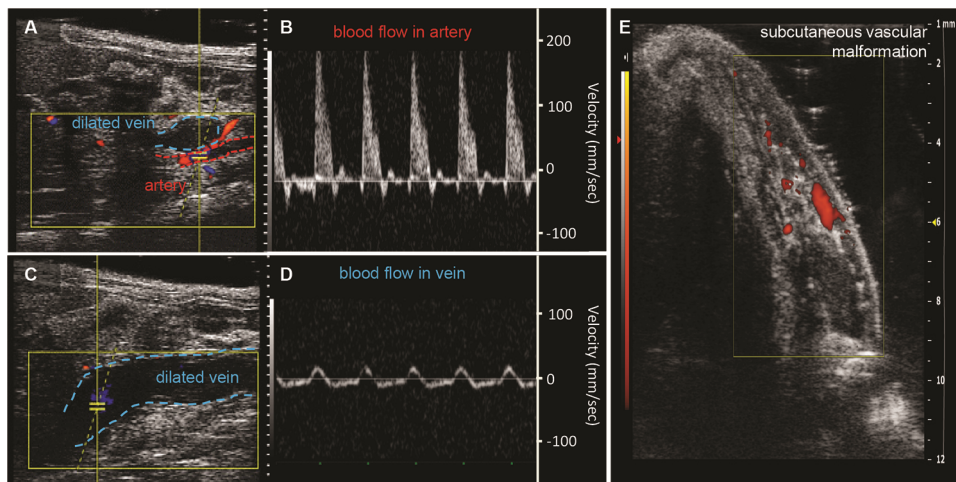 A
dilated vein
artery
B
blood flow in artery
200
100
0
-100
Velocity (mm/sec)
C
dilated vein
D
blood flow in vein
100
0
-100
Velocity (mm/sec)
E
subcutaneous vascular
malformation
1 mm
2
4
6
8
10
12